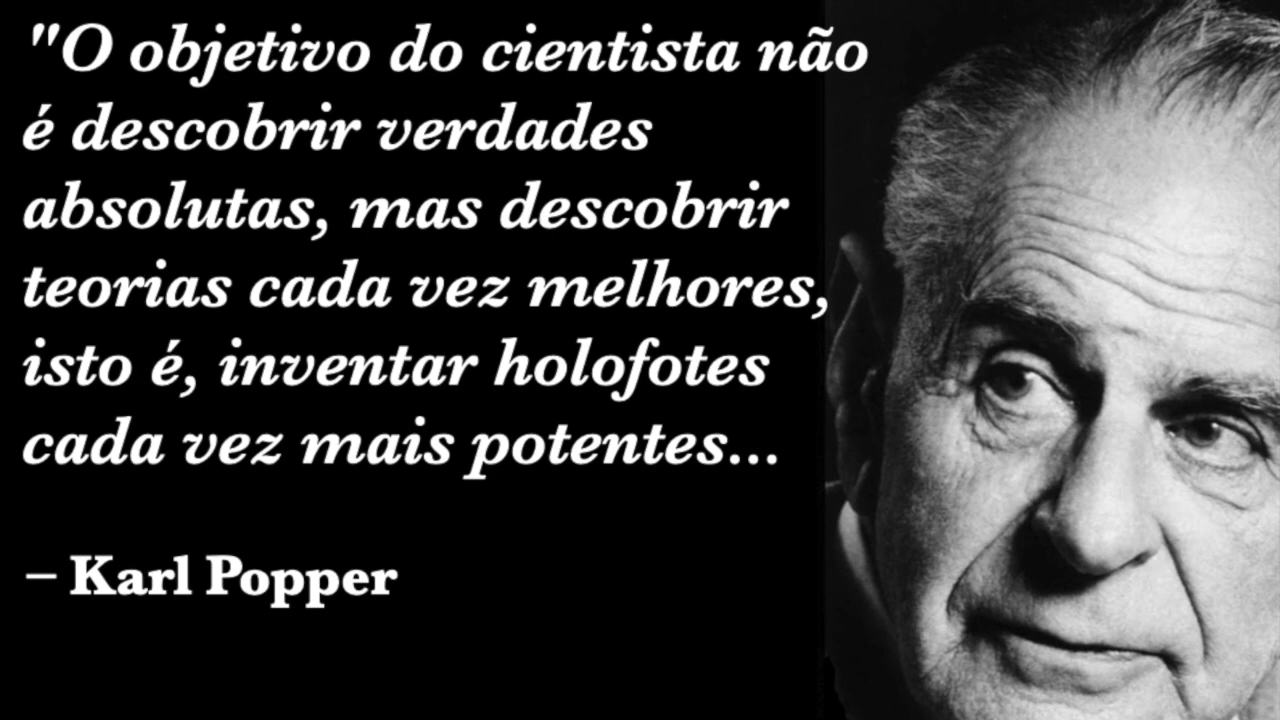 "O objetivo do cientista não
é descobrir verdades
absolutas, mas descobrir
teorias cada vez melhores,
isto é, inventar holofotes
cada vez mais potentes...
– Karl Popper